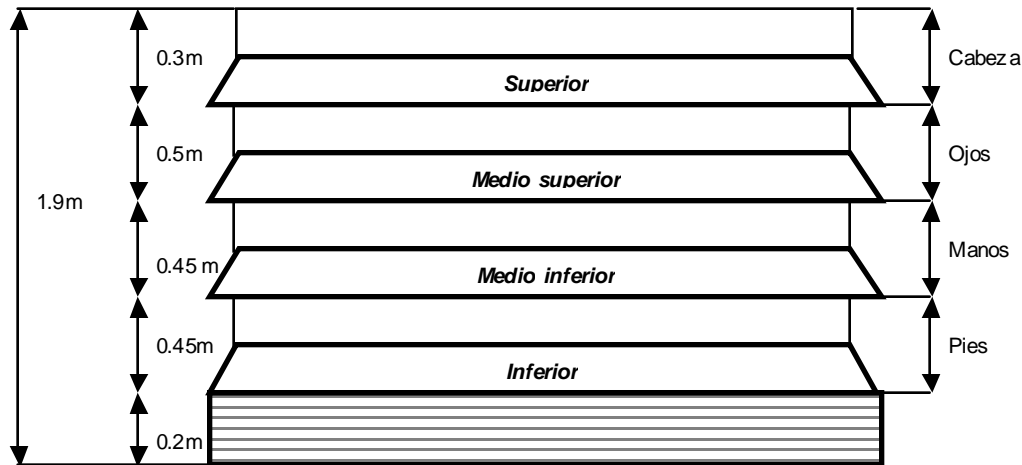 0.3m
Cabeza
Superior
0.5m
Ojos
Medio superior
1.9m
0.45 m
Manos
Medio inferior
0.45m
Pies
Inferior
0.2m